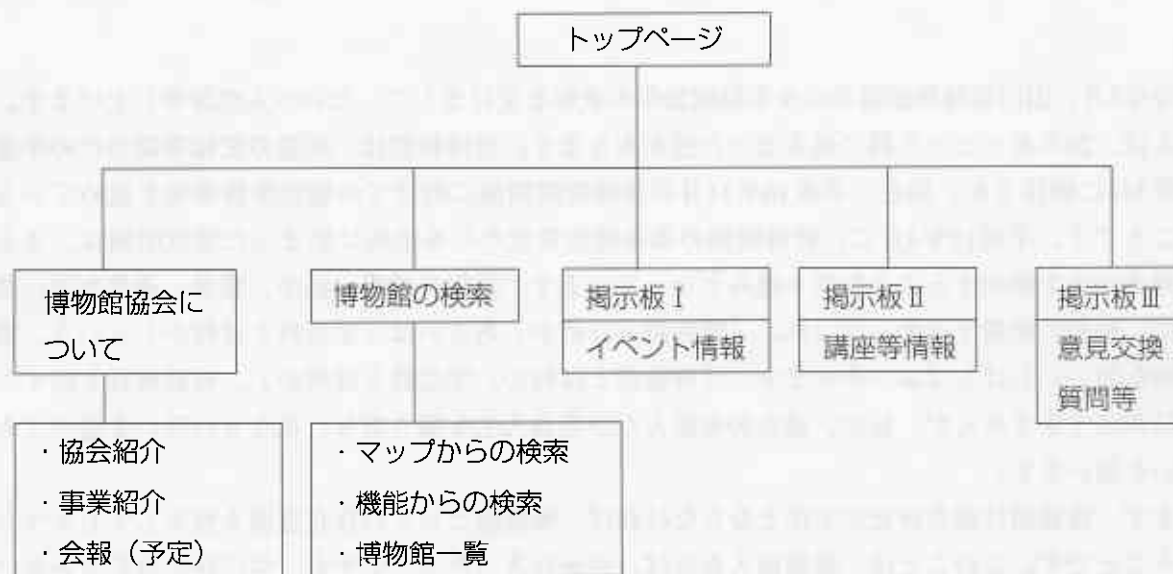 トップページ
博物館協会に
ついて
博物館の検索
掲示板Ⅰ
イベント情報
掲示板Ⅱ
講座等情報
掲示板Ⅲ
意見交換
質問等
・協会紹介
・事業紹介
・会報（予定）
・マップからの検索
・機能からの検索
・博物館一覧